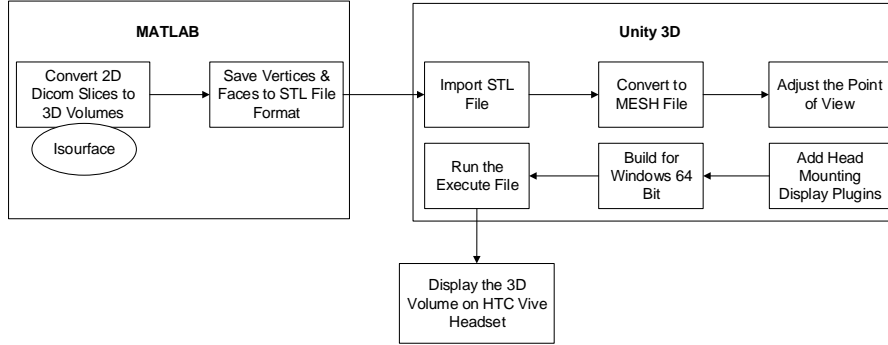 MATLAB
Convert 2D
Dicom Slices to
3D Volumes
Isourface
Save Vertices &
Faces to STL File
Format
Unity 3D
Import STL
File
Convert to
MESH File
Adjust the Point
of View
Run the
Execute File
Build for
Windows 64
Bit
Add Head
Mounting
Display Plugins
Display the 3D
Volume on HTC Vive
Headset